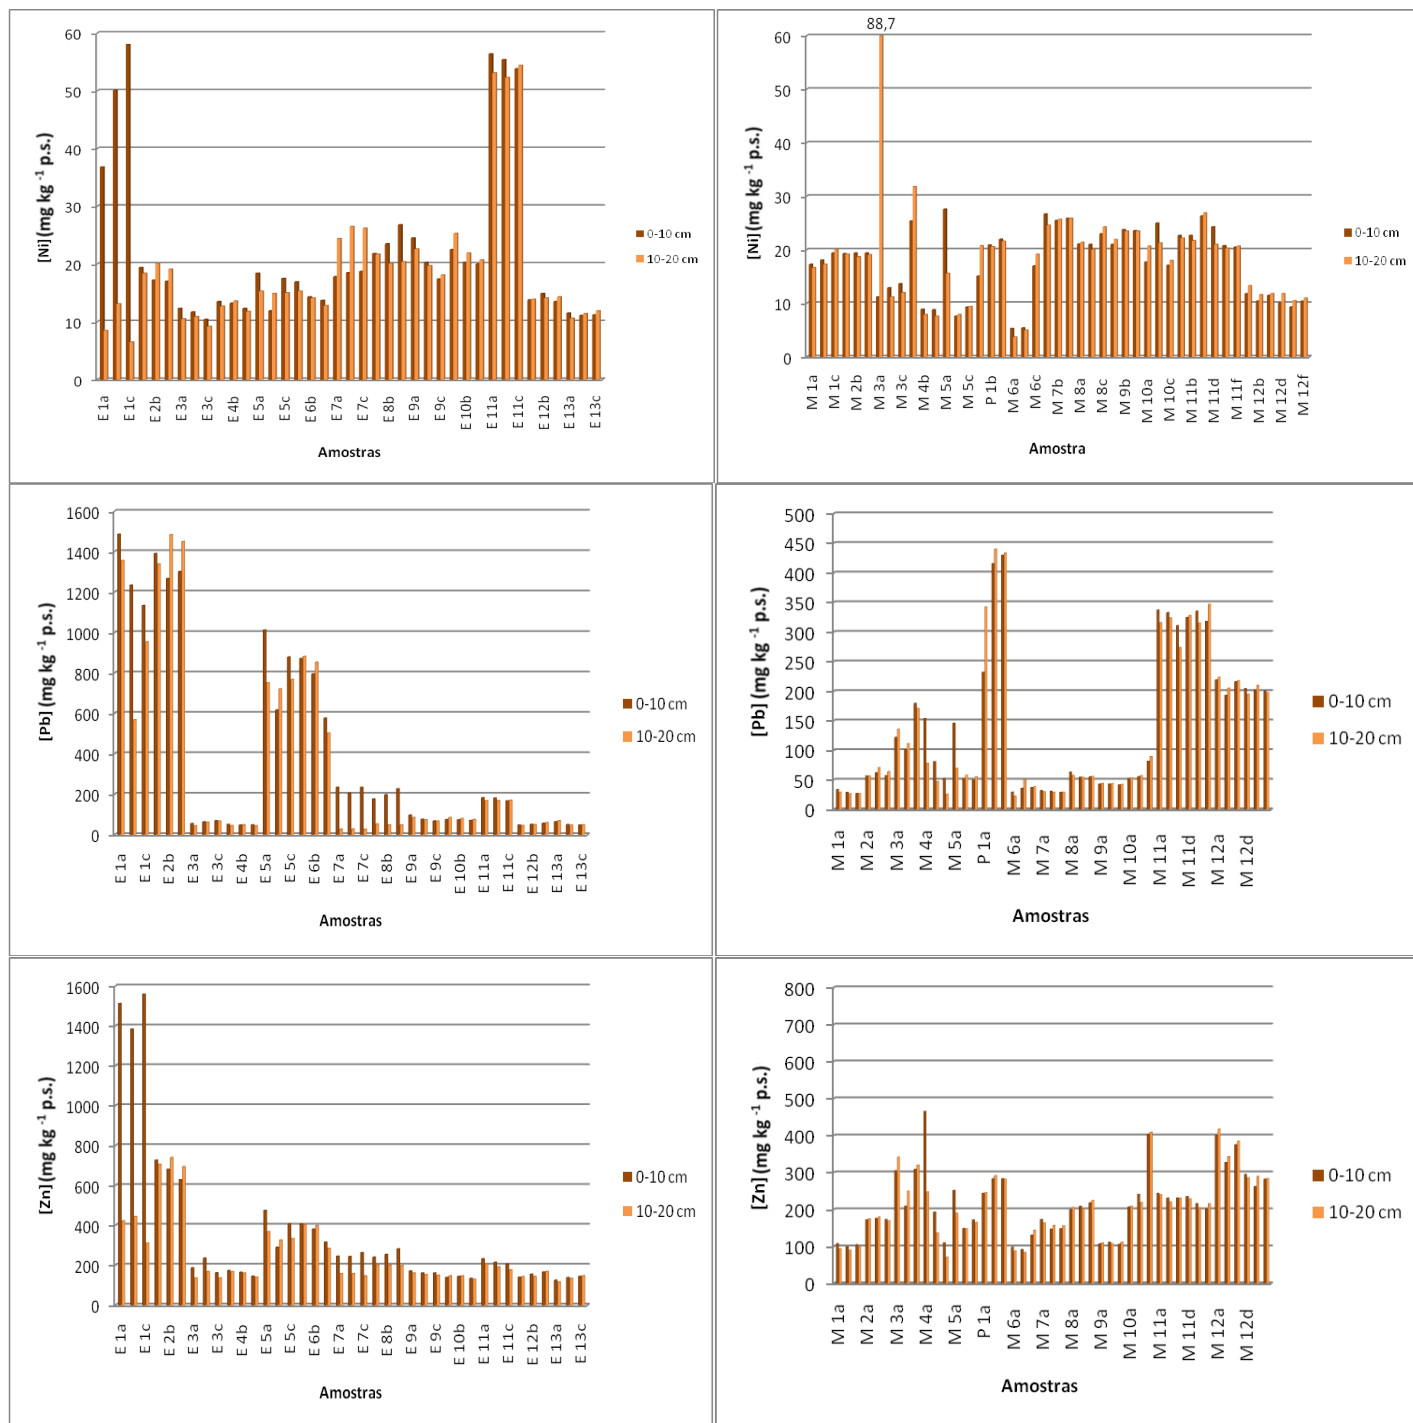 60
50
40
30
20
10
0
[Ni] (mg kg -1 p.s.)
E 1a
E 1c
E 2b
E 3a
E 3c
E 4b
E 5a
E 5c
E 6b
E 7a
E 7c
E 8b
E 9a
E 9c
E 10b
E 11a
E 11c
E 12b
E 13a
E 13c
Amostras
0-10 cm
10-20 cm
88,7
60
50
40
30
20
10
0
[Ni] (mg kg -1 p.s.)
M 1a
M 1c
M 2b
M 3a
M 3c
M 4b
M 5a
M 5c
P 1b
M 6a
M 6c
M 7b
M 8a
M 8c
M 9b
M 10a
M 10c
M 11b
M 11d
M 11f
M 12b
M 12d
M 12f
Amostra
0-10 cm
10-20 cm
1600
1400
1200
1000
800
600
400
200
0
[Pb] (mg kg -1 p.s.)
E 1a
E 1c
E 2b
E 3a
E 3c
E 4b
E 5a
E 5c
E 6b
E 7a
E 7c
E 8b
E 9a
E 9c
E 10b
E 11a
E 11c
E 12b
E 13a
E 13c
Amostras
0-10 cm
10-20 cm
500
450
400
350
300
250
200
150
100
50
0
[Pb] (mg kg -1 p.s.)
M 1a
M 2a
M 3a
M 4a
M 5a
P 1a
M 6a
M 7a
M 8a
M 9a
M 10a
M 11a
M 11d
M 12a
M 12d
Amostras
0-10 cm
10-20 cm
1600
1400
1200
1000
800
600
400
200
0
[Zn] (mg kg -1 p.s.)
E 1a
E 1c
E 2b
E 3a
E 3c
E 4b
E 5a
E 5c
E 6b
E 7a
E 7c
E 8b
E 9a
E 9c
E 10b
E 11a
E 11c
E 12b
E 13a
E 13c
Amostras
0-10 cm
10-20 cm
800
700
600
500
400
300
200
100
0
[Zn] (mg kg -1 p.s.)
M 1a
M 2a
M 3a
M 4a
M 5a
P 1a
M 6a
M 7a
M 8a
M 9a
M 10a
M 11a
M 11d
M 12a
M 12d
Amostras
0-10 cm
10-20 cm